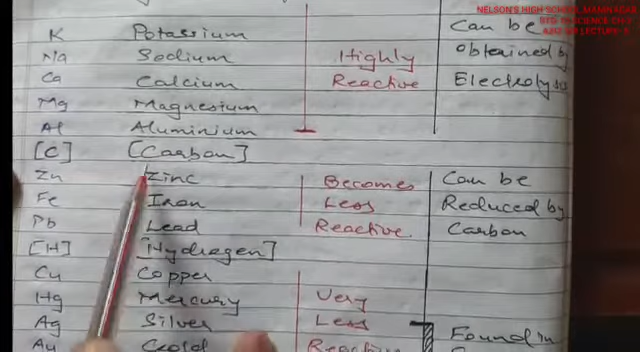 NELSON'S HIGH SCHOOL, MANINAGAR
K Potassium Can be
Na Sodium Highly Obtained by
Ca Calcium Reactive
Mg Magnesium
Al Aluminium
[C] [Carbon]
Zn Zinc Becomes Can be
Fe Iron Less Reduced by
Pb Lead Reactive. Carbon
[H] [Hydrogen]
Cu Copper
Hg Mercury Very
Ag Silver Less Found in
Au Gold Reactive